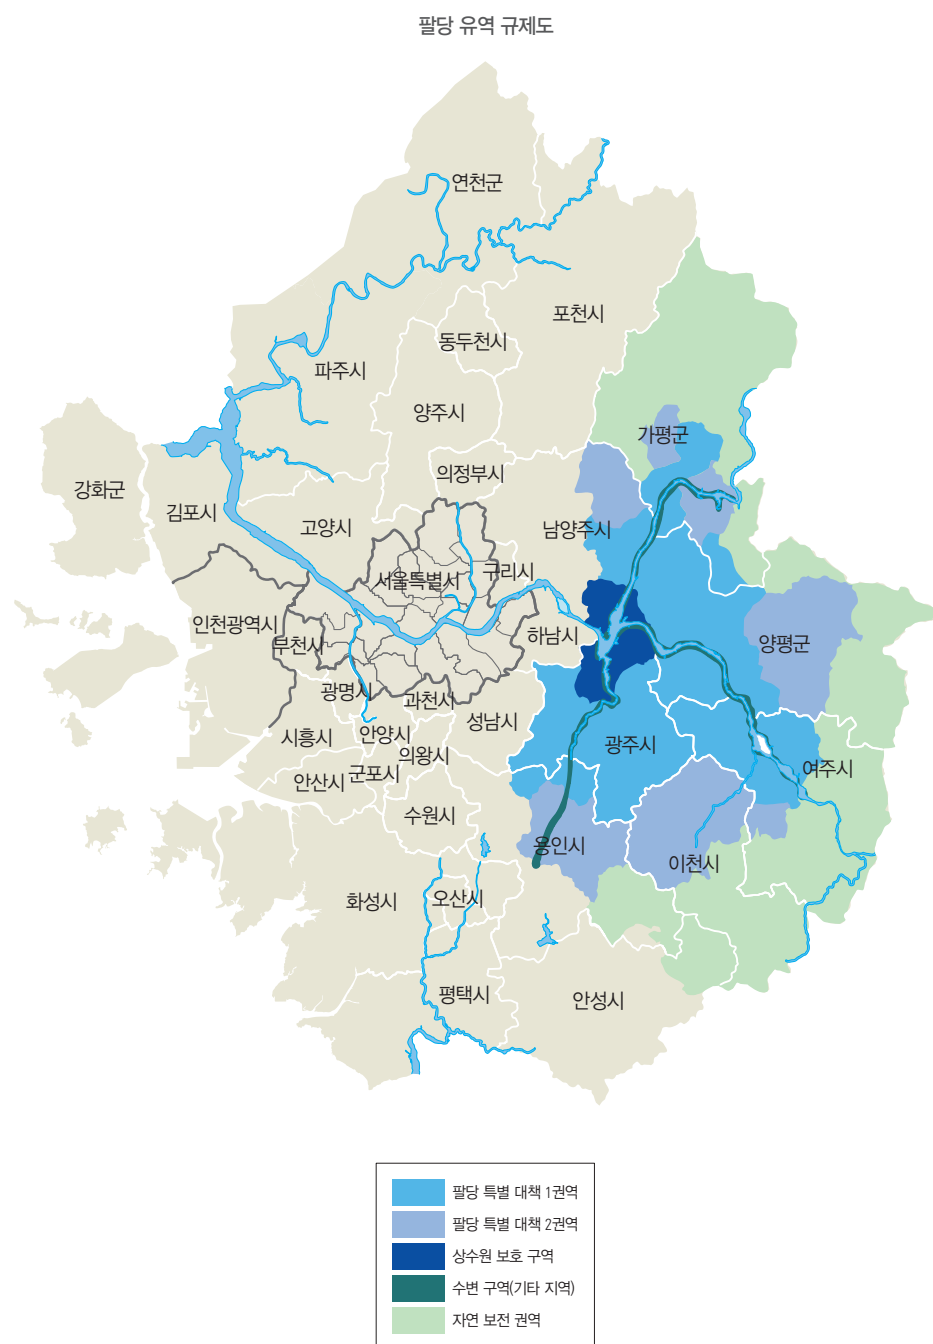 팔당 유역 규제도
연천군
포천시
동두천시
파주시
양주시
가평군
의정부시
강화군
김포시
고양시
남양주시
서울특별시
구리시
인천광역시
하남시
부천시
양평군
광명시
과천시
성남시
시흥시
안양시
광주시
의왕시
여주시
군포시
안산시
수원시
용인시
이천시
화성시
오산시
평택시
안성시
팔당 특별 대책 1권역
팔당 특별 대책 2권역
상수원 보호 구역
수변 구역(기타 지역)
자연 보전 권역